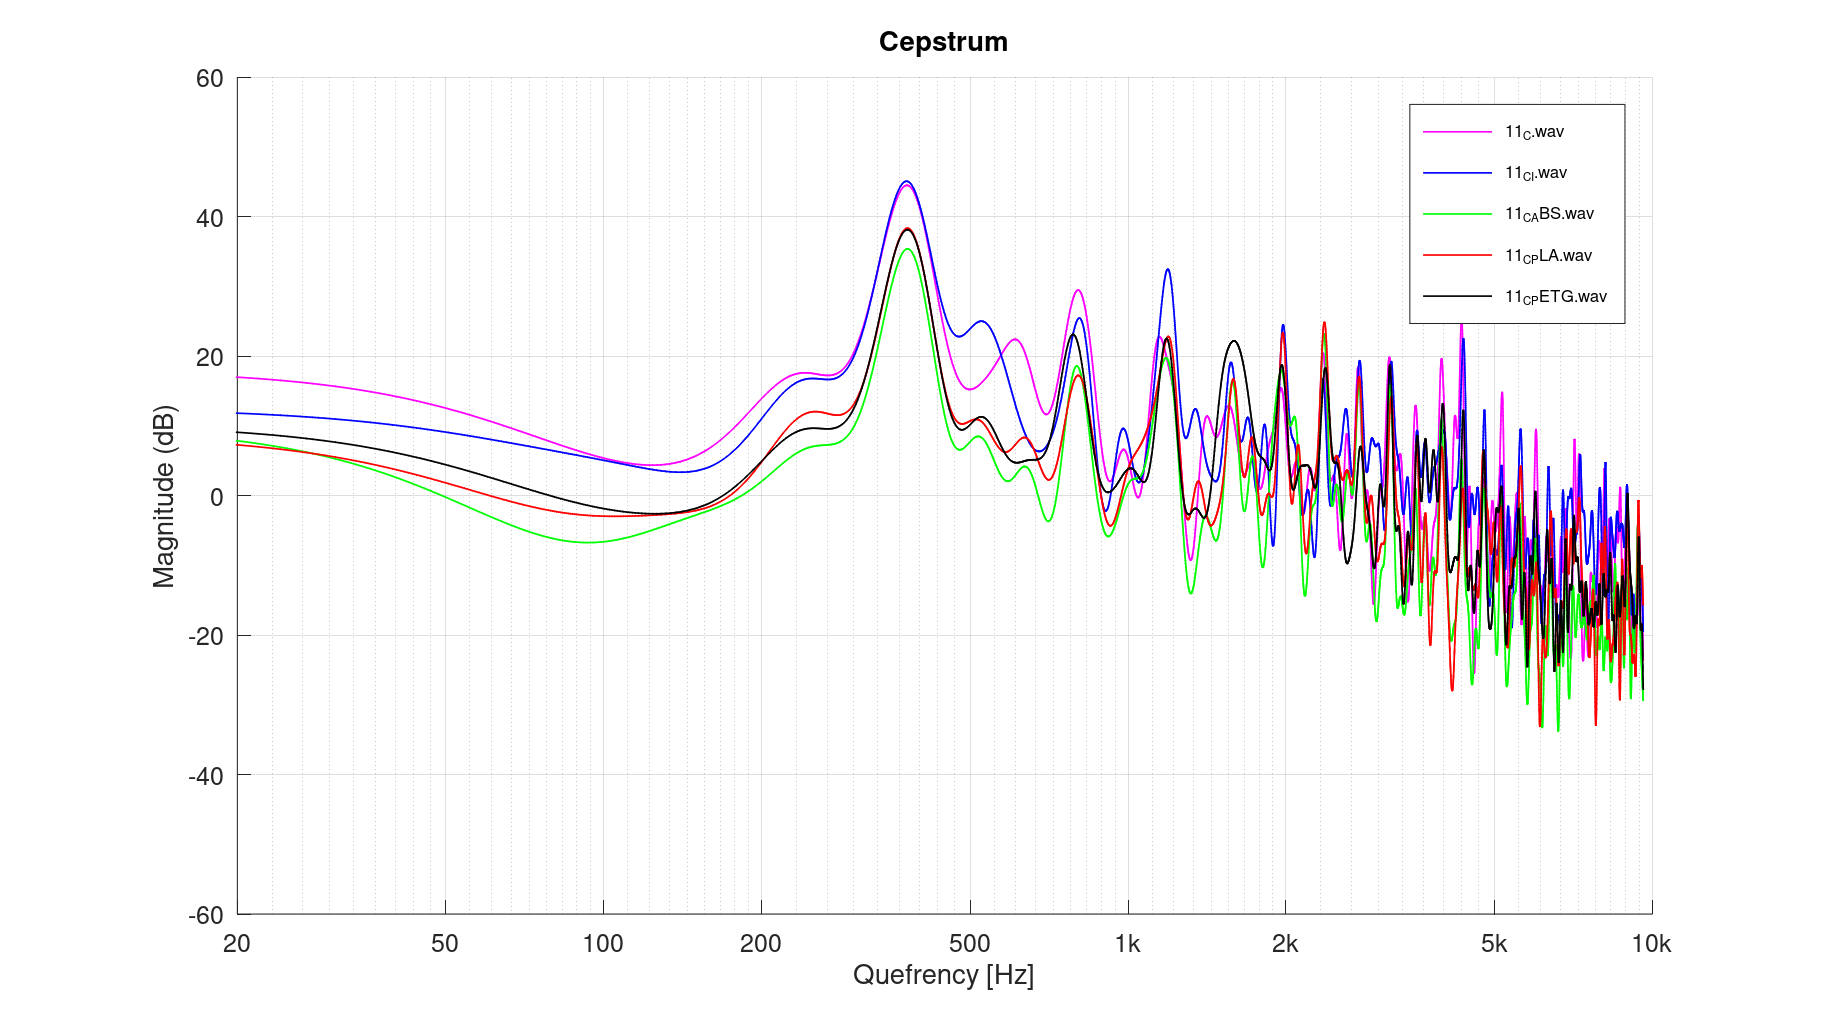 Cepstrum
60
40
20
0
-20
-40
-60
Magnitude (dB)
11C.wav
11CI.wav
11CABS.wav
11CPLA.wav
11CPETG.wav
20 50 100 200 500 1k 2k 5k 10k
Quefrency [Hz]